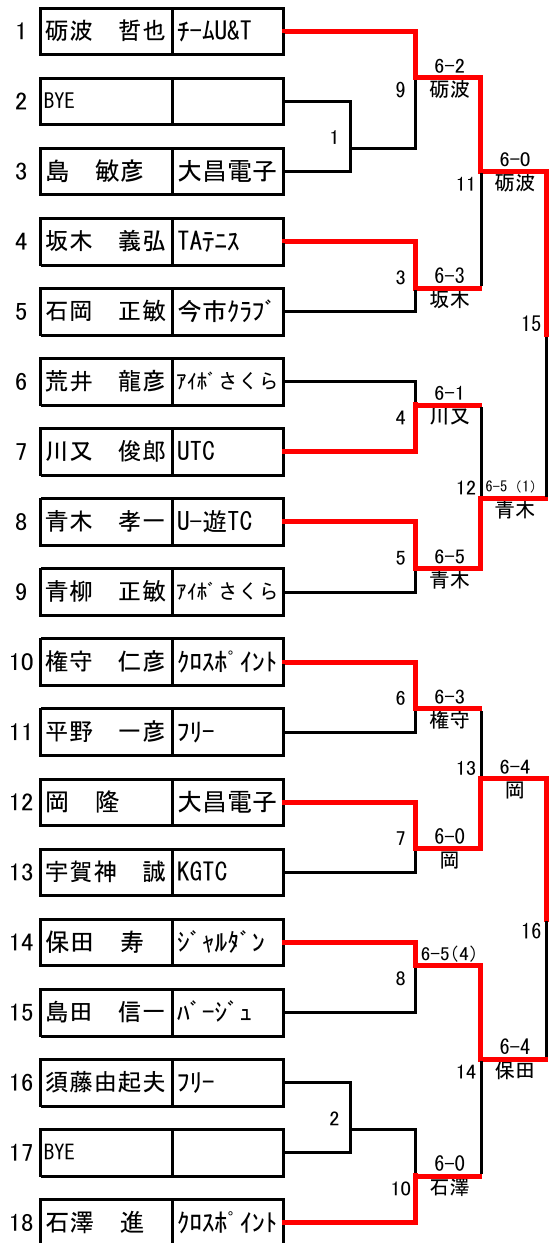 1 砺波 哲也 ﾁｰﾑU&T
2 BYE
3 島 敏彦 大昌電子
4 坂木 義弘 TAﾃﾆｽ
5 石岡 正敏 今市ｸﾗﾌﾞ
6 荒井 龍彦 ｱｲﾎﾞさくら
7 川又 俊郎 UTC
8 青木 孝一 U-遊TC
9 青柳 正敏 ｱｲﾎﾞさくら
10 権守 仁彦 ｸﾛｽﾎﾟｲﾝﾄ
11 平野 一彦 ﾌﾘｰ
12 岡 隆 大昌電子
13 宇賀神 誠 KGTC
14 保田 寿 ｼﾞｬﾙﾀﾞﾝ
15 島田 信一 ﾊﾞｰｼﾞｭ
16 須藤由起夫 ﾌﾘｰ
17 BYE
18 石澤 進 ｸﾛｽﾎﾟｲﾝﾄ
1
2
9
6-2
砺波
3
6-3
坂木
4
6-1
川又
5
6-5
青木
6
6-3
権守
7
6-0
岡
8
6-5(4)
10
6-0
石澤
11
6-0
砺波
12
6-5 (1)
青木
13
6-4
岡
14
6-4
保田
15
16